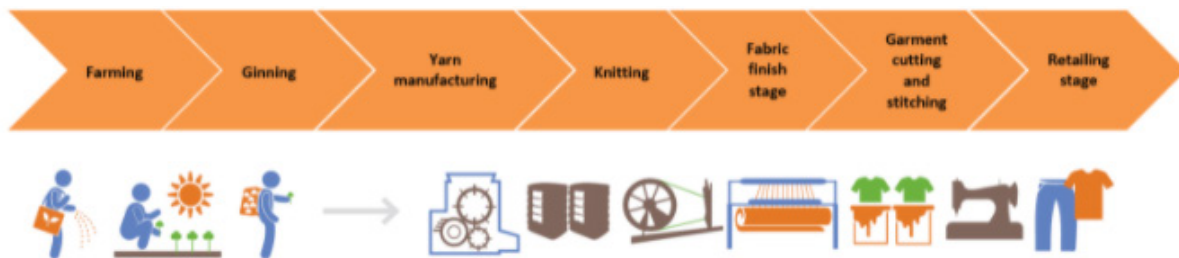 Farming
Ginning
Yarn
manufacturing
Knitting
Fabric
finish
stage
Garment
cutting
and
stitching
Retailing
stage